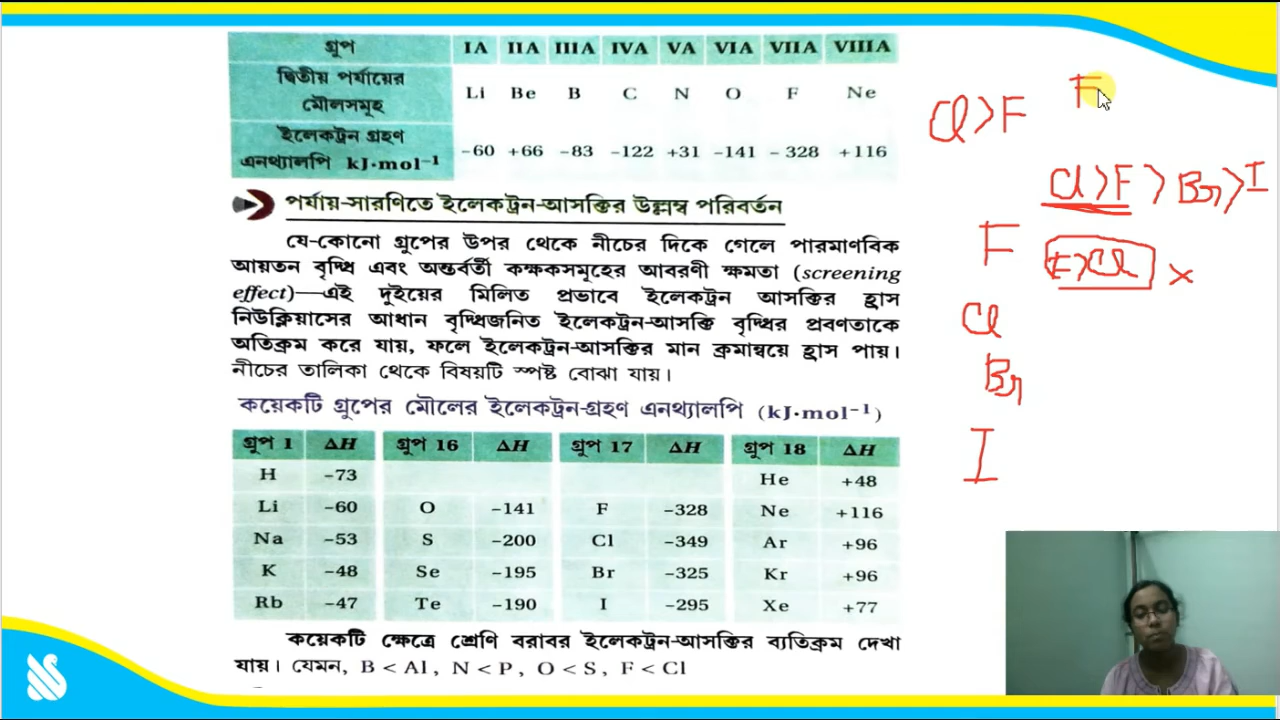 গ্রুপ IA IIA IIIA IVA VA VIA VIIA VIIIA
দ্বিতীয় পর্যায়ের মৌলসমূহ Li Be B C N O F Ne
ইলেকট্রন গ্রহণ এনথ্যালপি kJ·mol⁻¹ -60 +66 -83 -122 +31 -141 -328 +116
পর্যায়-সারণিতে ইলেকট্রন-আসক্তির উল্লম্ব পরিবর্তন
যে-কোনো গ্রুপের উপর থেকে নীচের দিকে গেলে পারমাণবিক
আয়তন বৃদ্ধি এবং অন্তর্বর্তী কক্ষকসমূহের আবরণী ক্ষমতা (screening
effect)—এই দুইয়ের মিলিত প্রভাবে ইলেকট্রন আসক্তির হ্রাস
নিউক্লিয়াসের আধান বৃদ্ধিজনিত ইলেকট্রন-আসক্তি বৃদ্ধির প্রবণতাকে
অতিক্রম করে যায়, ফলে ইলেকট্রন-আসক্তির মান ক্রমান্বয়ে হ্রাস পায়।
নীচের তালিকা থেকে বিষয়টি স্পষ্ট বোঝা যায়।
কয়েকটি গ্রুপের মৌলের ইলেকট্রন-গ্রহণ এনথ্যালপি (kJ·mol⁻¹)
গ্রুপ 1 ΔH গ্রুপ 16 ΔH গ্রুপ 17 ΔH গ্রুপ 18 ΔH
H -73 He +48
Li -60 O -141 F -328 Ne +116
Na -53 S -200 Cl -349 Ar +96
K -48 Se -195 Br -325 Kr +96
Rb -47 Te -190 I -295 Xe +77
কয়েকটি ক্ষেত্রে শ্রেণি বরাবর ইলেকট্রন-আসক্তির ব্যতিক্রম দেখা
যায়। যেমন, B < Al, N < P, O < S, F < Cl
Cl > F
F
Cl > F > Br > I
F
F > Cl ×
Cl
Br
I